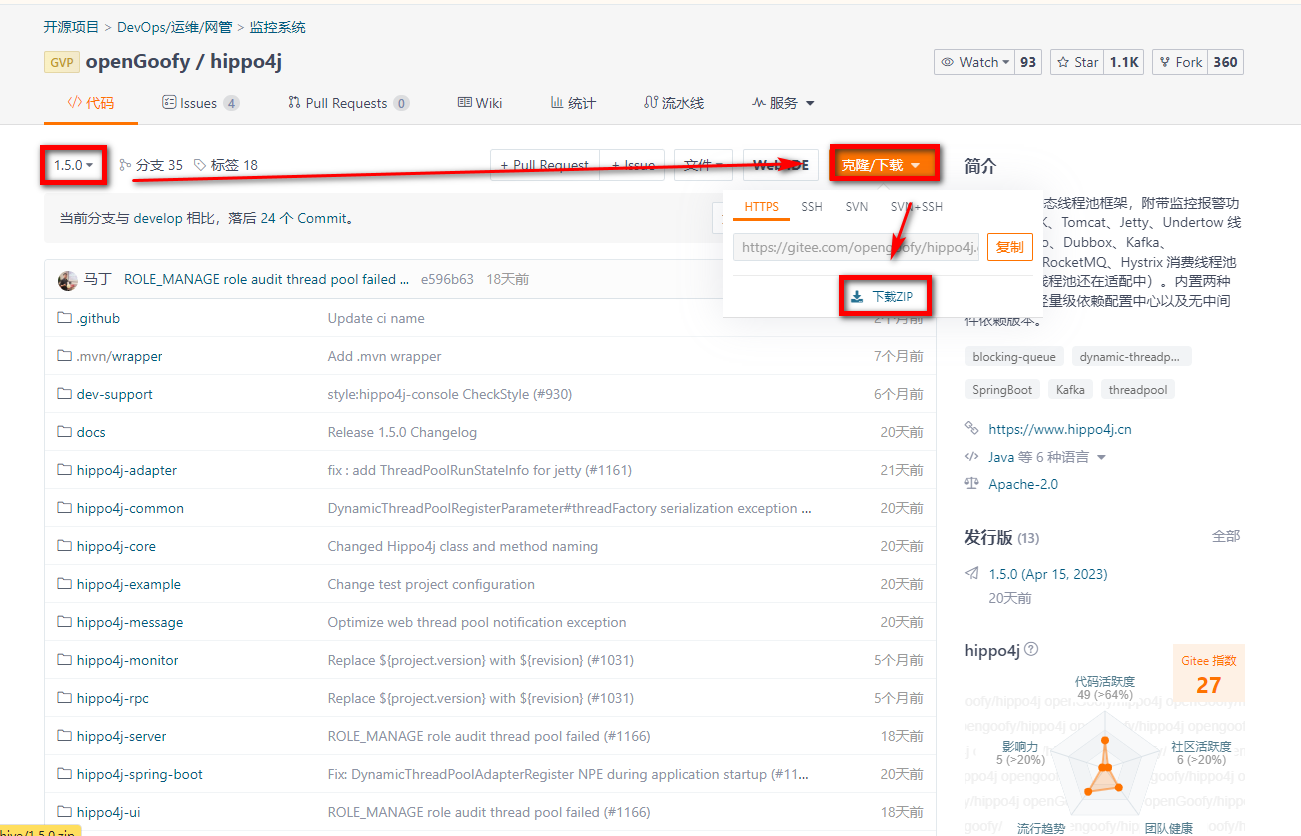 开源项目 > DevOps/运维/网管 > 监控系统
GVP openGoofy / hippo4j
Watch 93 Star 1.1K Fork 360
代码 Issues 4 Pull Requests 0 Wiki 统计 流水线 服务
1.5.0 分支 35 标签 18 + Pull Request + Issue 文件 Web IDE 克隆/下载
当前分支与 develop 相比，落后 24 个 Commit。
HTTPS SSH SVN SVN+SSH
https://gitee.com/opengoofy/hippo4j. 复制
下载ZIP
马丁 ROLE_MANAGE role audit thread pool failed ... e596b63 18天前
.github Update ci name 2个月前
.mvn/wrapper Add .mvn wrapper 7个月前
dev-support style:hippo4j-console CheckStyle (#930) 6个月前
docs Release 1.5.0 Changelog 20天前
hippo4j-adapter fix : add ThreadPoolRunStateInfo for jetty (#1161) 21天前
hippo4j-common DynamicThreadPoolRegisterParameter#threadFactory serialization exception ... 20天前
hippo4j-core Changed Hippo4j class and method naming 20天前
hippo4j-example Change test project configuration 20天前
hippo4j-message Optimize web thread pool notification exception 20天前
hippo4j-monitor Replace ${project.version} with ${revision} (#1031) 5个月前
hippo4j-rpc Replace ${project.version} with ${revision} (#1031) 5个月前
hippo4j-server ROLE_MANAGE role audit thread pool failed (#1166) 18天前
hippo4j-spring-boot Fix: DynamicThreadPoolAdapterRegister NPE during application startup (#11... 20天前
hippo4j-ui ROLE_MANAGE role audit thread pool failed (#1166) 18天前
简介
态线程池框架，附带监控报警功
K、Tomcat、Jetty、Undertow 线
o、Dubbox、Kafka、
RocketMQ、Hystrix 消费线程池
线程池还在适配中）。内置两种
轻量级依赖配置中心以及无中间
件依赖版本。
blocking-queue dynamic-threadp...
SpringBoot Kafka threadpool
https://www.hippo4j.cn
Java 等 6 种语言
Apache-2.0
发行版 (13) 全部
1.5.0 (Apr 15, 2023)
20天前
hippo4j
Gitee 指数
27
代码活跃度
49 (>64%)
影响力
5 (>20%)
社区活跃度
6 (>20%)
流行趋势
团队健康
hive/1.5.0.zip